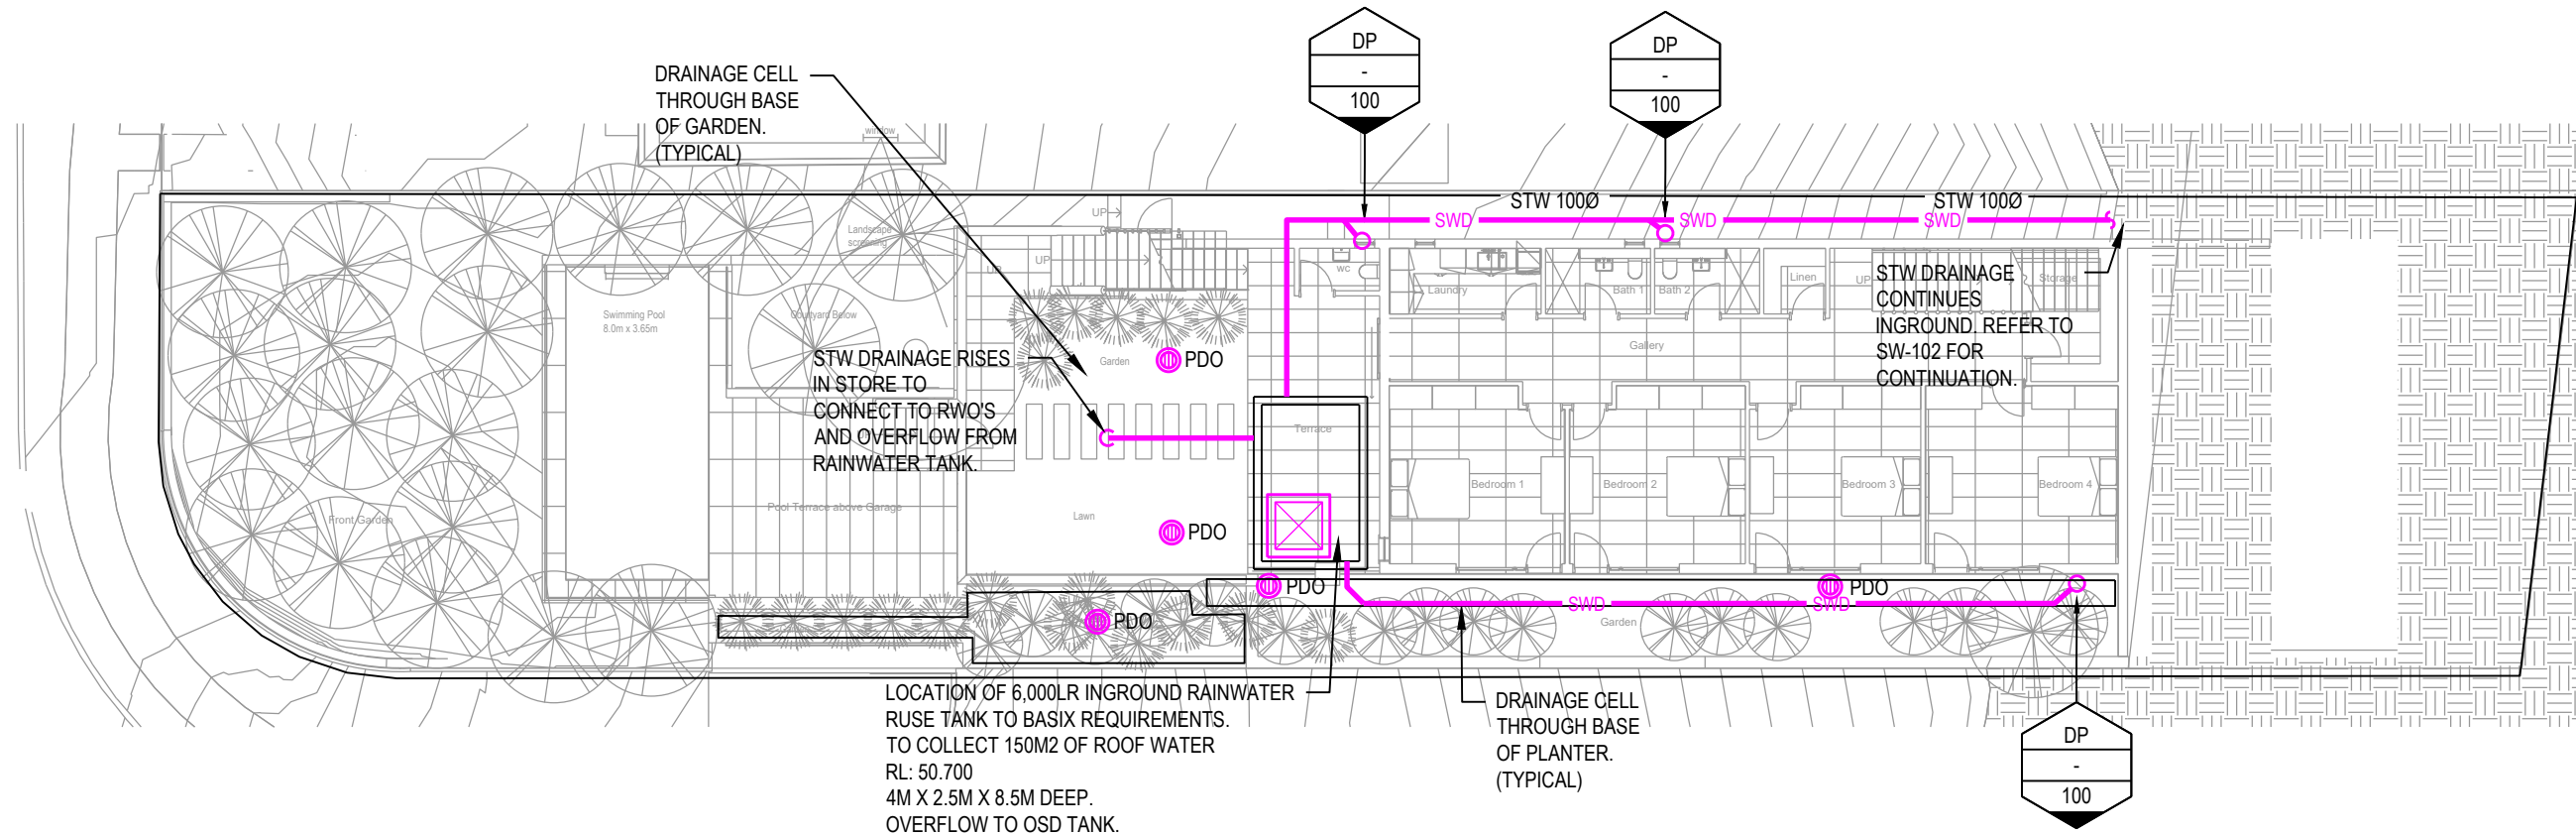 DP
-
100
DP
-
100
DRAINAGE CELL
THROUGH BASE
OF GARDEN.
(TYPICAL)
window
STW 100Ø
STW 100Ø
SWD
SWD
SWD
UP
Landscape
screening
UP
UP
wc
Laundry
Bath 1
Bath 2
Linen
UP
Storage
STW DRAINAGE
CONTINUES
INGROUND. REFER TO
SW-102 FOR
CONTINUATION.
Swimming Pool
8.0m x 3.65m
Courtyard Below
Gallery
STW DRAINAGE RISES
IN STORE TO
CONNECT TO RWO'S
AND OVERFLOW FROM
RAINWATER TANK.
Garden
PDO
Terrace
Bedroom 1
Bedroom 2
Bedroom 3
Bedroom 4
Front Garden
Pool Terrace above Garage
Lawn
PDO
PDO
PDO
SWD
SWD
PDO
Garden
LOCATION OF 6,000LR INGROUND RAINWATER
RUSE TANK TO BASIX REQUIREMENTS.
TO COLLECT 150M2 OF ROOF WATER
RL: 50.700
4M X 2.5M X 8.5M DEEP.
OVERFLOW TO OSD TANK.
DRAINAGE CELL
THROUGH BASE
OF PLANTER.
(TYPICAL)
DP
-
100